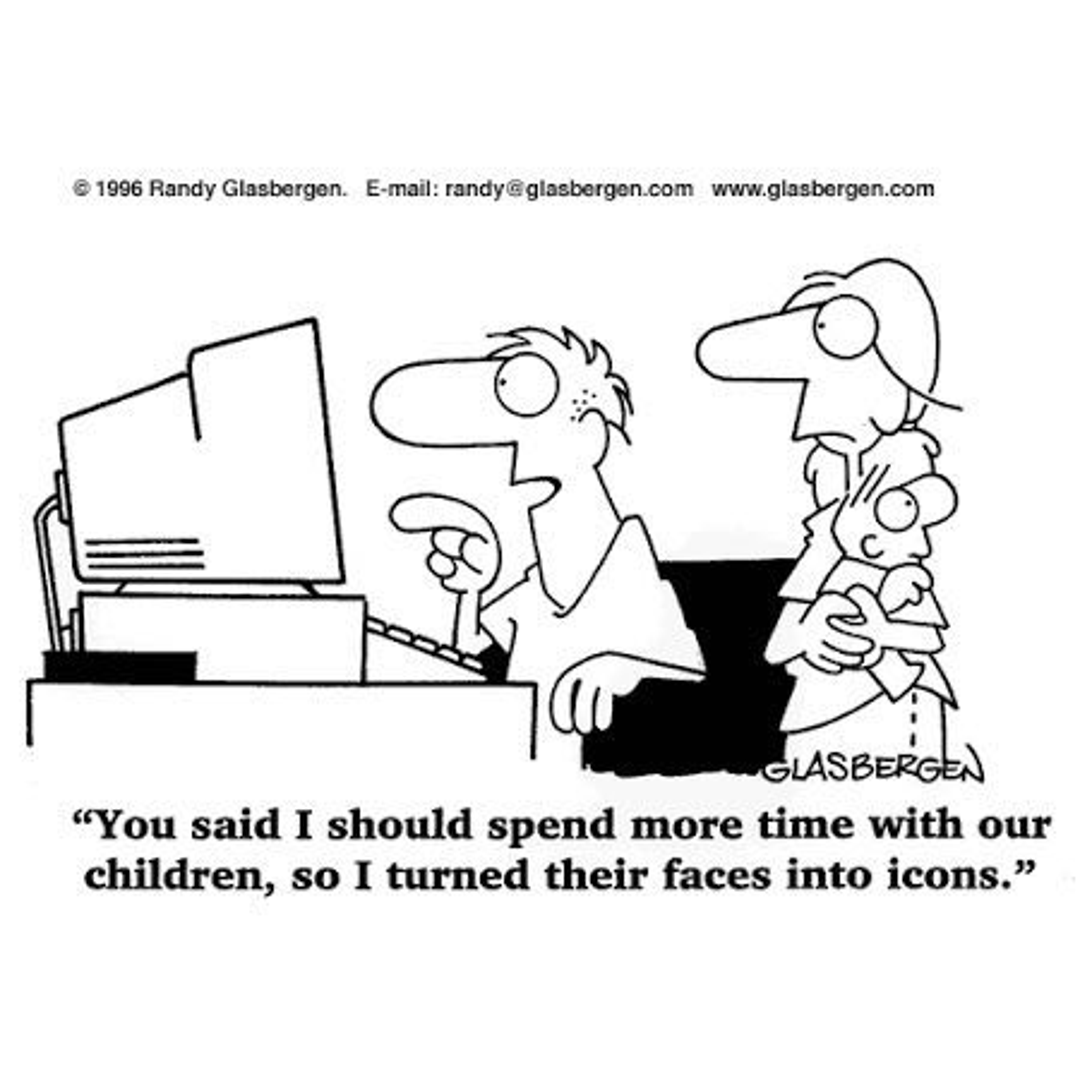 © 1996 Randy Glasbergen. E-mail: randy@glasbergen.com www.glasbergen.com
GLASBERGEN
“You said I should spend more time with our
children, so I turned their faces into icons.”